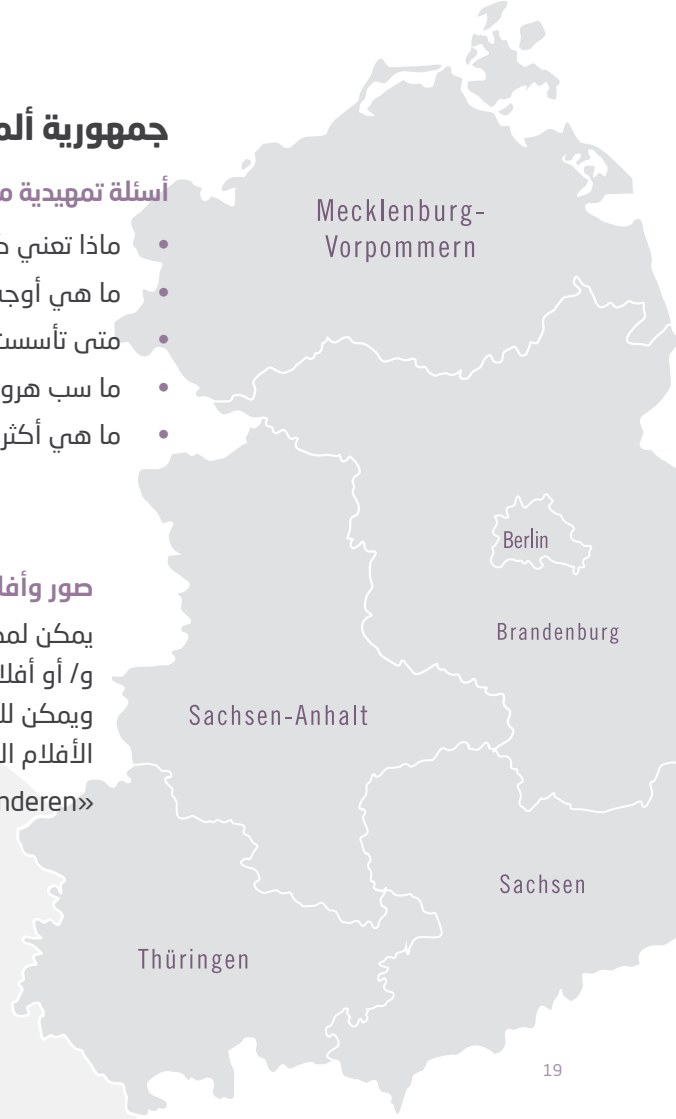 جمهورية ألم
أسئلة تمهيدية م
• ماذا تعني ك
• ما هي أوجه
• متى تأسست
• ما سب هرو
• ما هي أكثر
صور وأفلا
يمكن لمد
و/ أو أفلا
ويمكن لل
الأفلام ال
nderen»
Mecklenburg-
Vorpommern
Berlin
Brandenburg
Sachsen-Anhalt
Sachsen
Thüringen
19